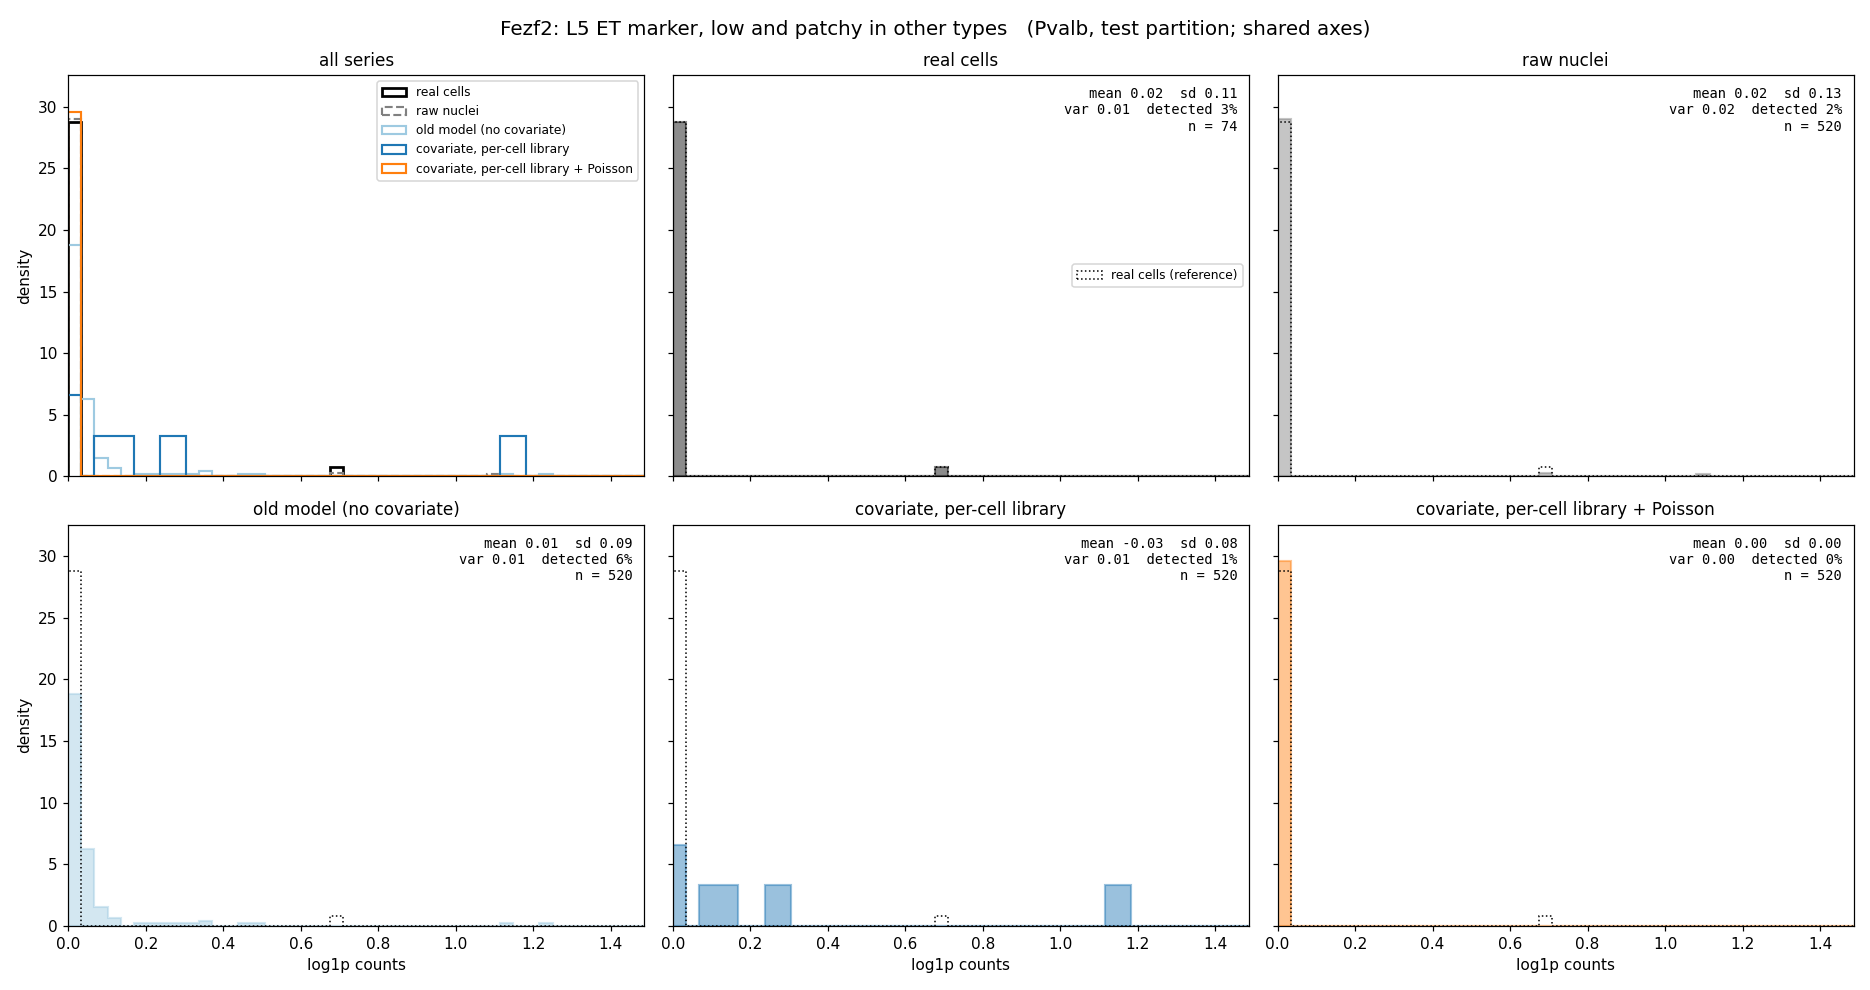 Fezf2: L5 ET marker, low and patchy in other types (Pvalb, test partition; shared axes)
all series
real cells
raw nuclei
old model (no covariate)
covariate, per-cell library
covariate, per-cell library + Poisson
density
30
25
20
15
10
5
0
real cells
mean 0.02 sd 0.11
var 0.01 detected 3%
n = 74
real cells (reference)
raw nuclei
mean 0.02 sd 0.13
var 0.02 detected 2%
n = 520
old model (no covariate)
mean 0.01 sd 0.09
var 0.01 detected 6%
n = 520
density
30
25
20
15
10
5
0
0.0 0.2 0.4 0.6 0.8 1.0 1.2 1.4
log1p counts
covariate, per-cell library
mean -0.03 sd 0.08
var 0.01 detected 1%
n = 520
0.0 0.2 0.4 0.6 0.8 1.0 1.2 1.4
log1p counts
covariate, per-cell library + Poisson
mean 0.00 sd 0.00
var 0.00 detected 0%
n = 520
0.0 0.2 0.4 0.6 0.8 1.0 1.2 1.4
log1p counts